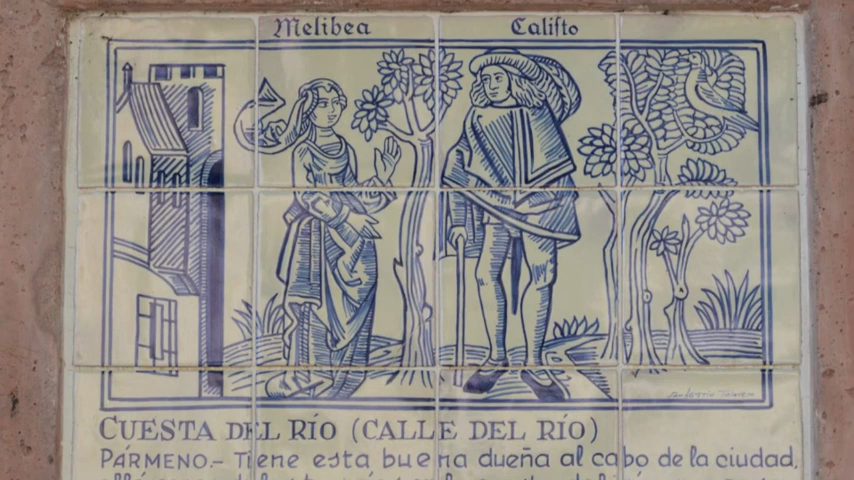 Melibea Calisto
CUESTA DEL RÍO (CALLE DEL RÍO)
PÁRMENO.- Tiene esta buena dueña al cabo de la ciudad,